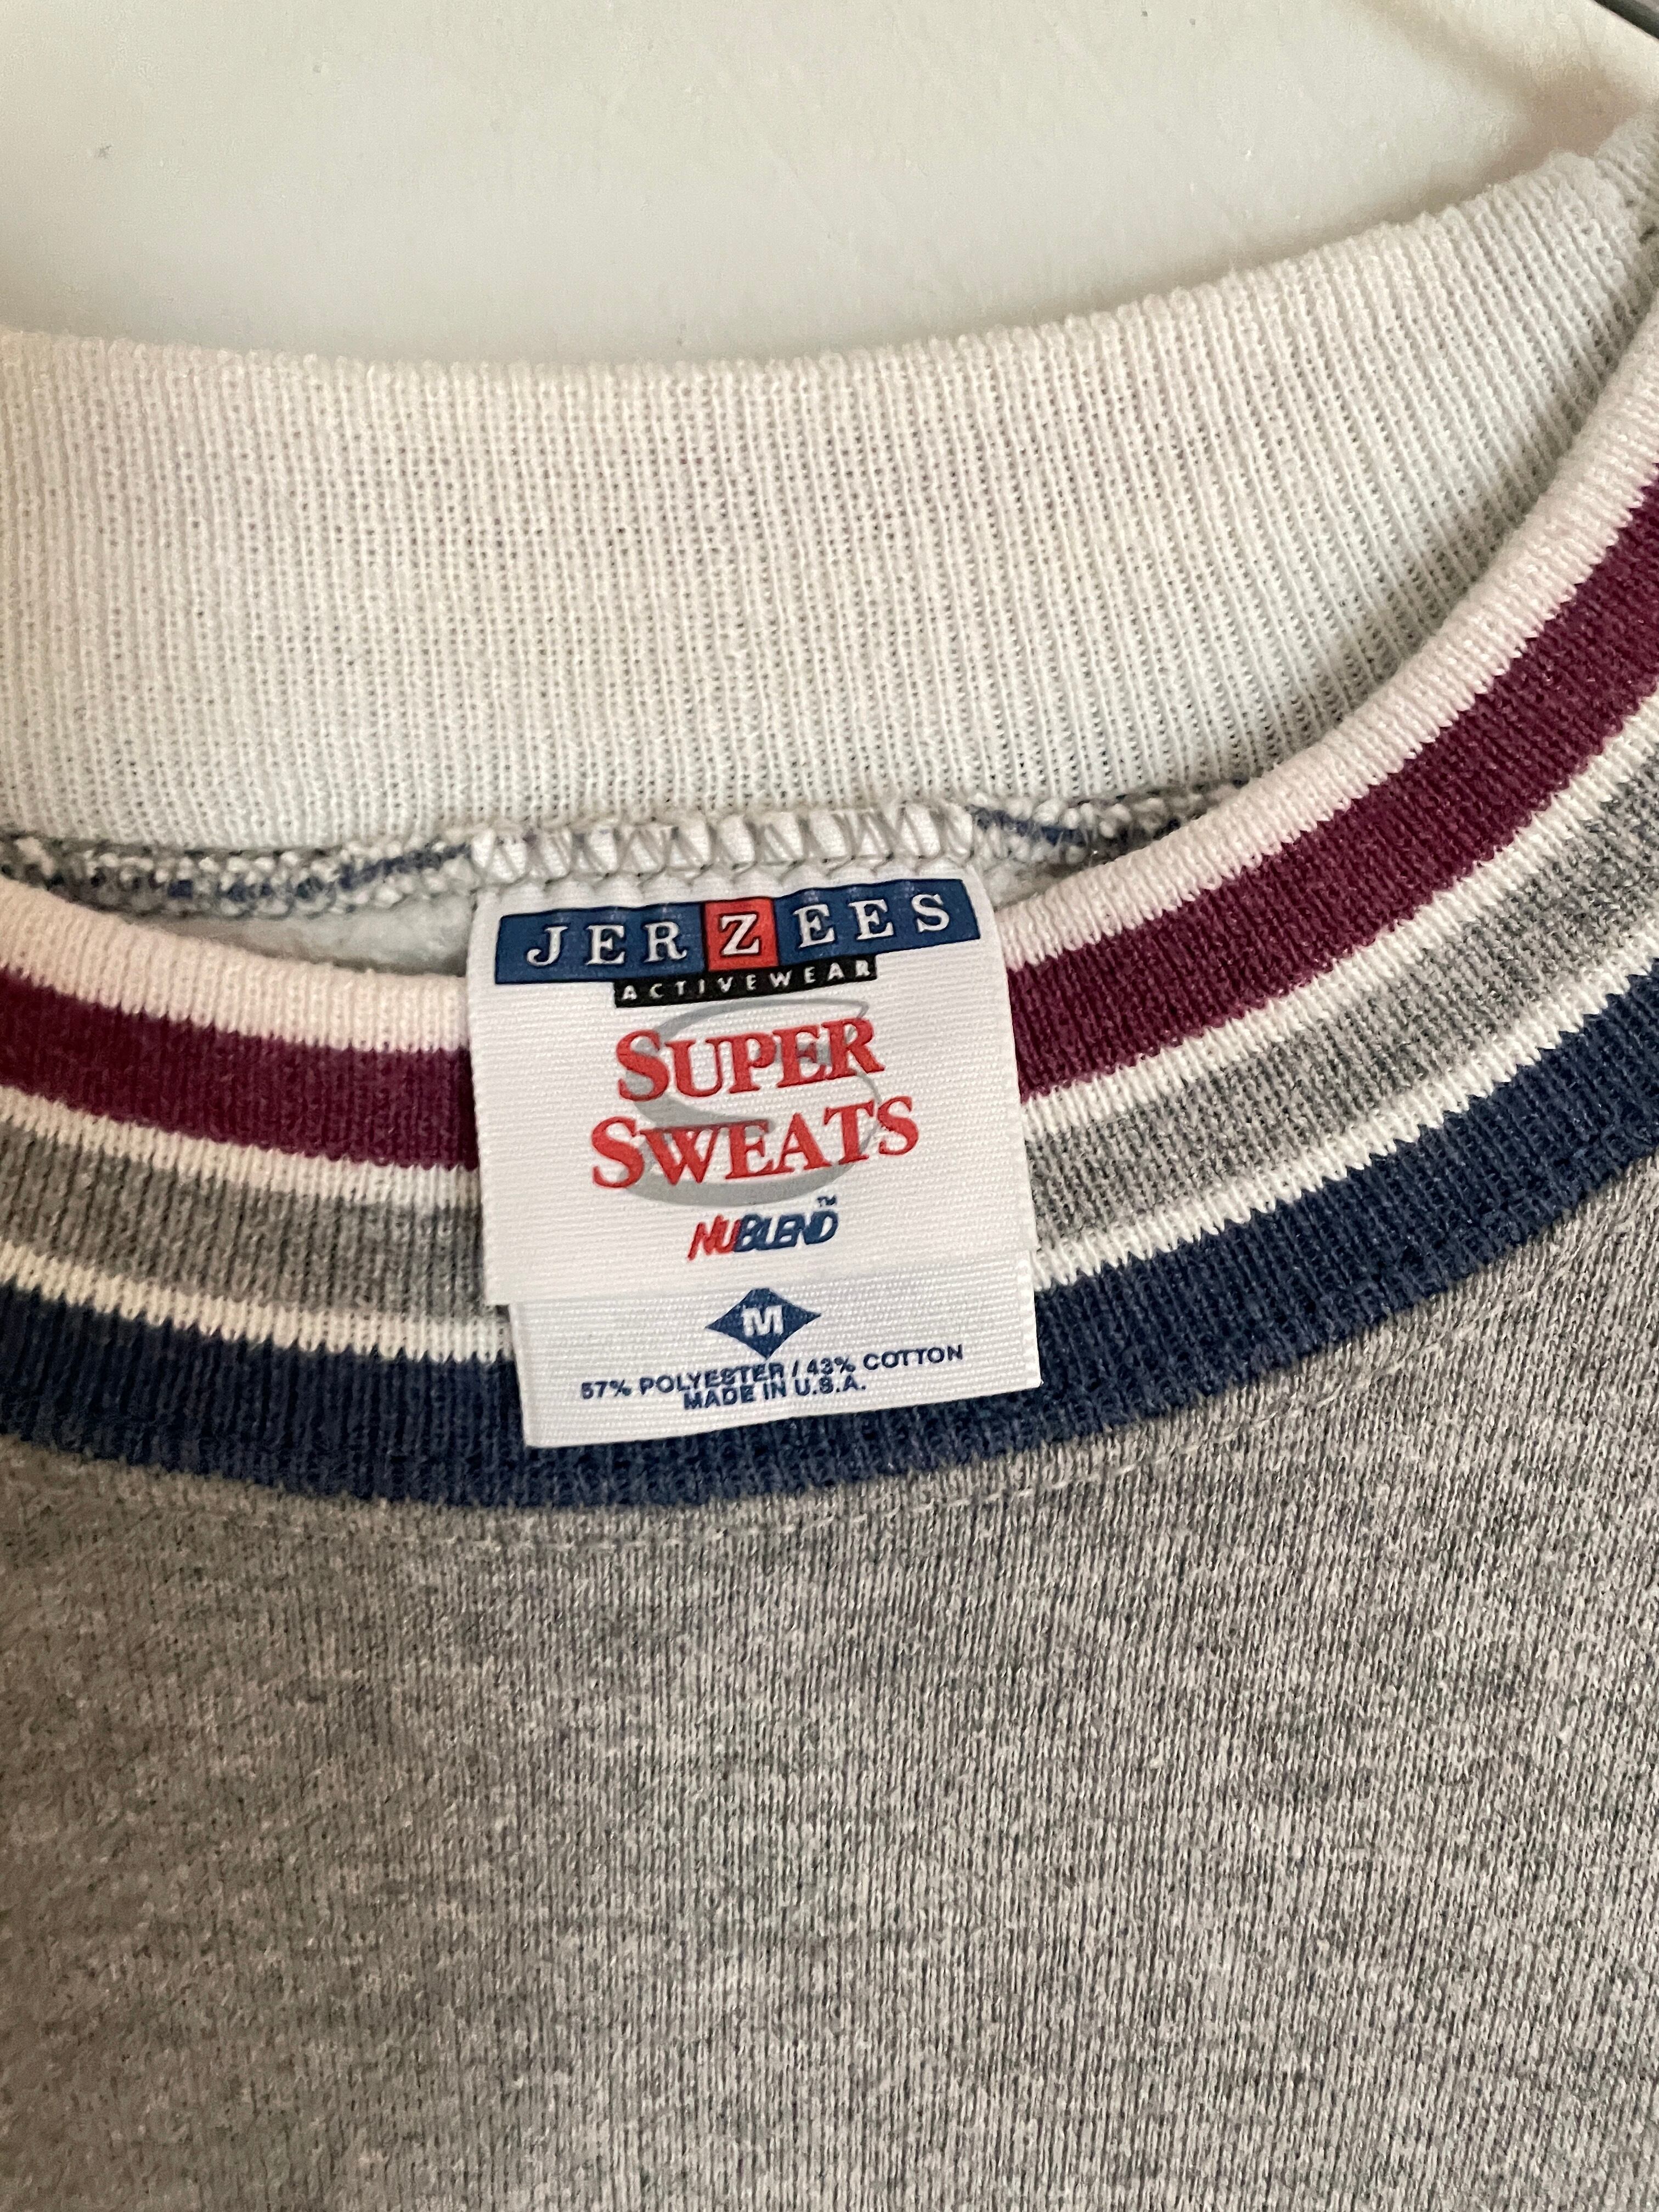 JERZEES
ACTIVEWEAR
SUPER
SWEATS
NUBLEND™
M
57% POLYESTER / 43% COTTON
MADE IN U.S.A.